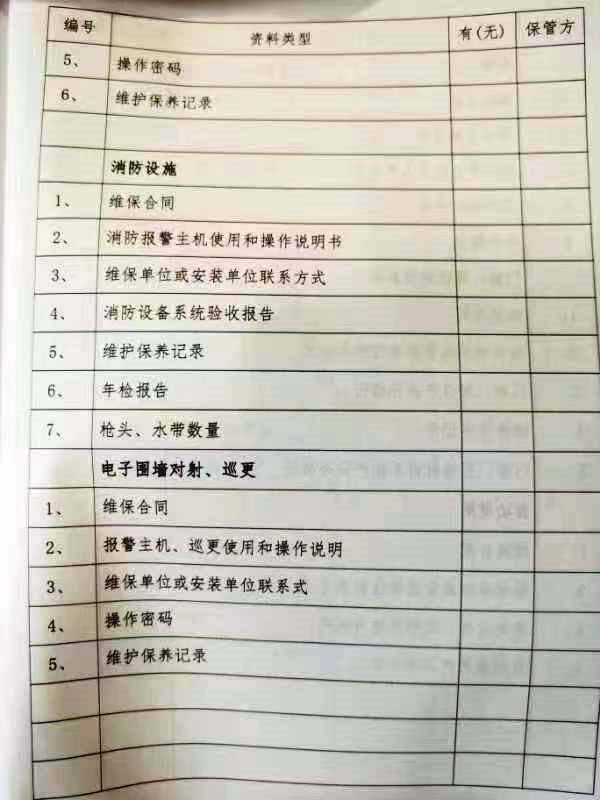 编号 资料类型 有(无) 保管方
5、 操作密码
6、 维护保养记录
消防设施
1、 维保合同
2、 消防报警主机使用和操作说明书
3、 维保单位或安装单位联系方式
4、 消防设备系统验收报告
5、 维护保养记录
6、 年检报告
7、 枪头、水带数量
电子围墙对射、巡更
1、 维保合同
2、 报警主机、巡更使用和操作说明
3、 维保单位或安装单位联系式
4、 操作密码
5、 维护保养记录